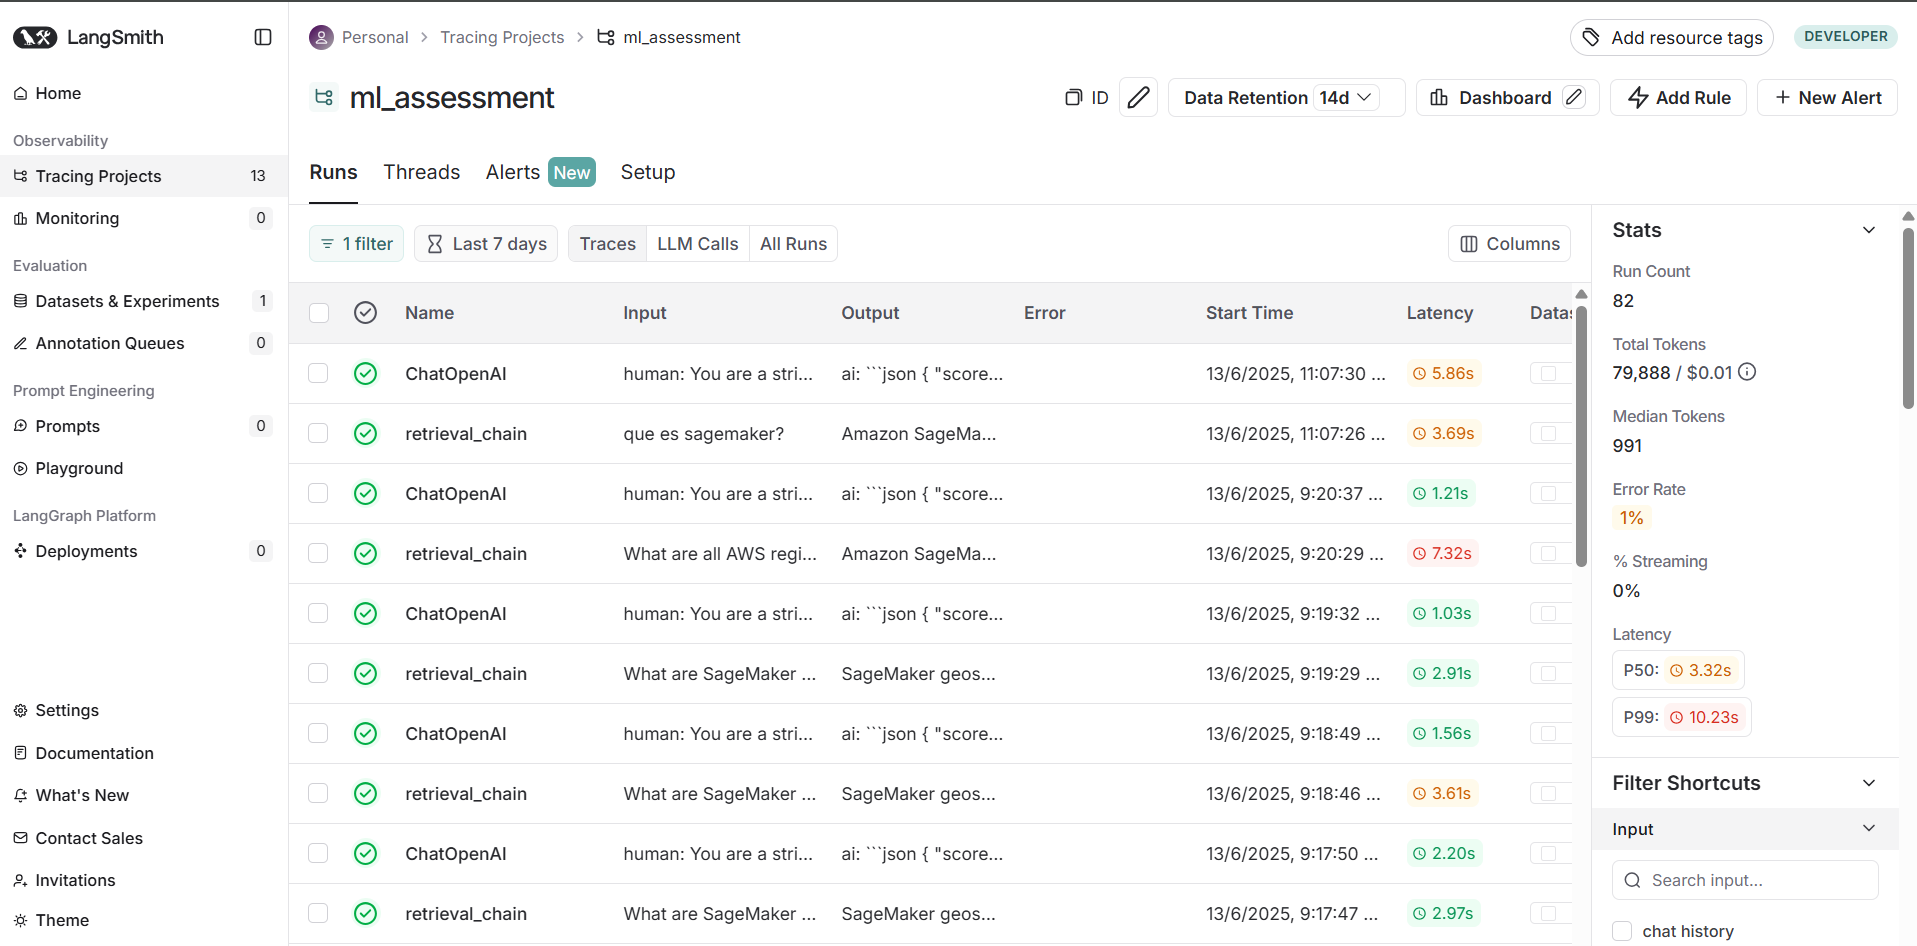 LangSmith
Home
Observability
Tracing Projects 13
Monitoring 0
Evaluation
Datasets & Experiments 1
Annotation Queues 0
Prompt Engineering
Prompts 0
Playground
LangGraph Platform
Deployments 0
Settings
Documentation
What's New
Contact Sales
Invitations
Theme
Personal > Tracing Projects > ml_assessment
Add resource tags DEVELOPER
ml_assessment
ID Data Retention 14d Dashboard Add Rule + New Alert
Runs Threads Alerts New Setup
1 filter Last 7 days Traces LLM Calls All Runs Columns
Name Input Output Error Start Time Latency Datas
ChatOpenAI human: You are a stri... ai: ```json { "score... 13/6/2025, 11:07:30 ... 5.86s
retrieval_chain que es sagemaker? Amazon SageMa... 13/6/2025, 11:07:26 ... 3.69s
ChatOpenAI human: You are a stri... ai: ```json { "score... 13/6/2025, 9:20:37 ... 1.21s
retrieval_chain What are all AWS regi... Amazon SageMa... 13/6/2025, 9:20:29 ... 7.32s
ChatOpenAI human: You are a stri... ai: ```json { "score... 13/6/2025, 9:19:32 ... 1.03s
retrieval_chain What are SageMaker ... SageMaker geos... 13/6/2025, 9:19:29 ... 2.91s
ChatOpenAI human: You are a stri... ai: ```json { "score... 13/6/2025, 9:18:49 ... 1.56s
retrieval_chain What are SageMaker ... SageMaker geos... 13/6/2025, 9:18:46 ... 3.61s
ChatOpenAI human: You are a stri... ai: ```json { "score... 13/6/2025, 9:17:50 ... 2.20s
retrieval_chain What are SageMaker ... SageMaker geos... 13/6/2025, 9:17:47 ... 2.97s
Stats
Run Count
82
Total Tokens
79,888 / $0.01
Median Tokens
991
Error Rate
1%
% Streaming
0%
Latency
P50: 3.32s
P99: 10.23s
Filter Shortcuts
Input
Search input...
chat history